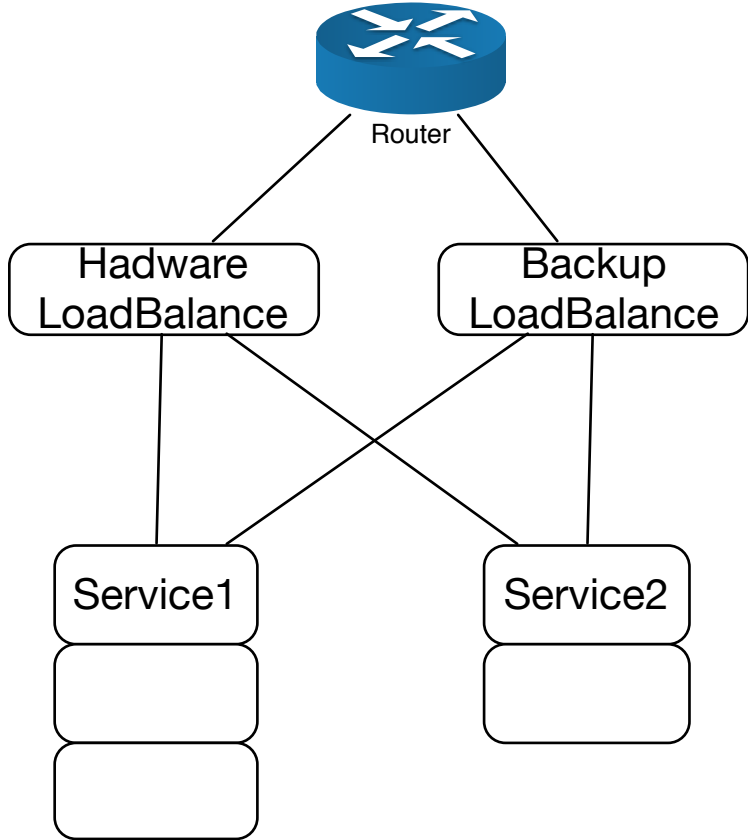 Router
Hadware
LoadBalance
Backup
LoadBalance
Service1
Service2